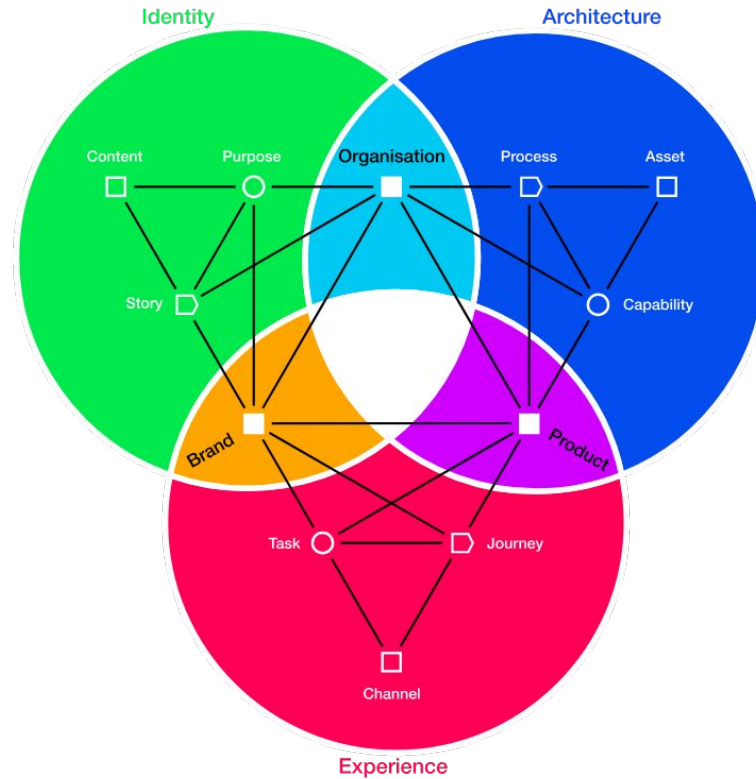 Identity
Architecture
Content
Purpose
Organisation
Process
Asset
Story
Capability
Brand
Product
Task
Journey
Channel
Experience